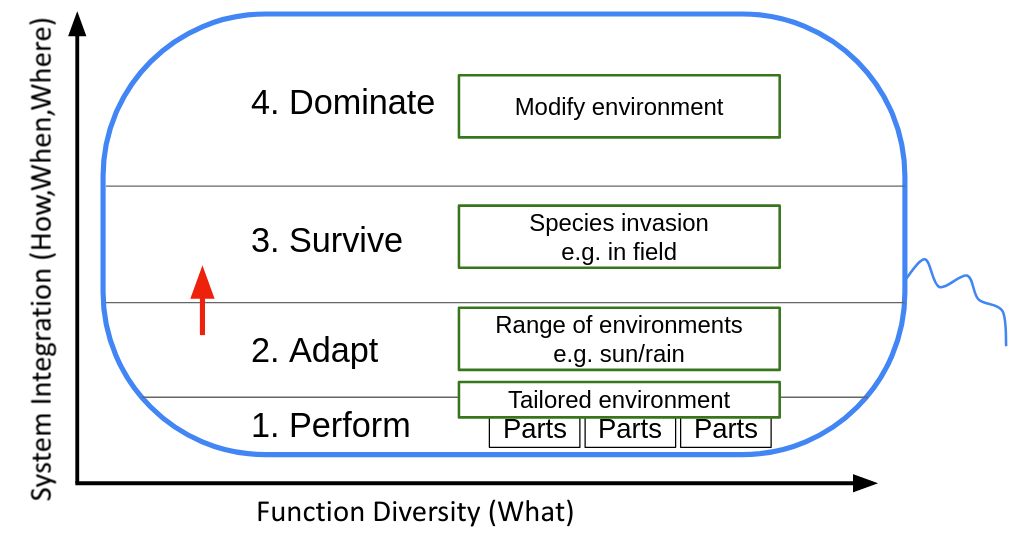 System Integration (How,When,Where)
4. Dominate
Modify environment
3. Survive
Species invasion
e.g. in field
2. Adapt
Range of environments
e.g. sun/rain
Tailored environment
1. Perform
Parts
Parts
Parts
Function Diversity (What)